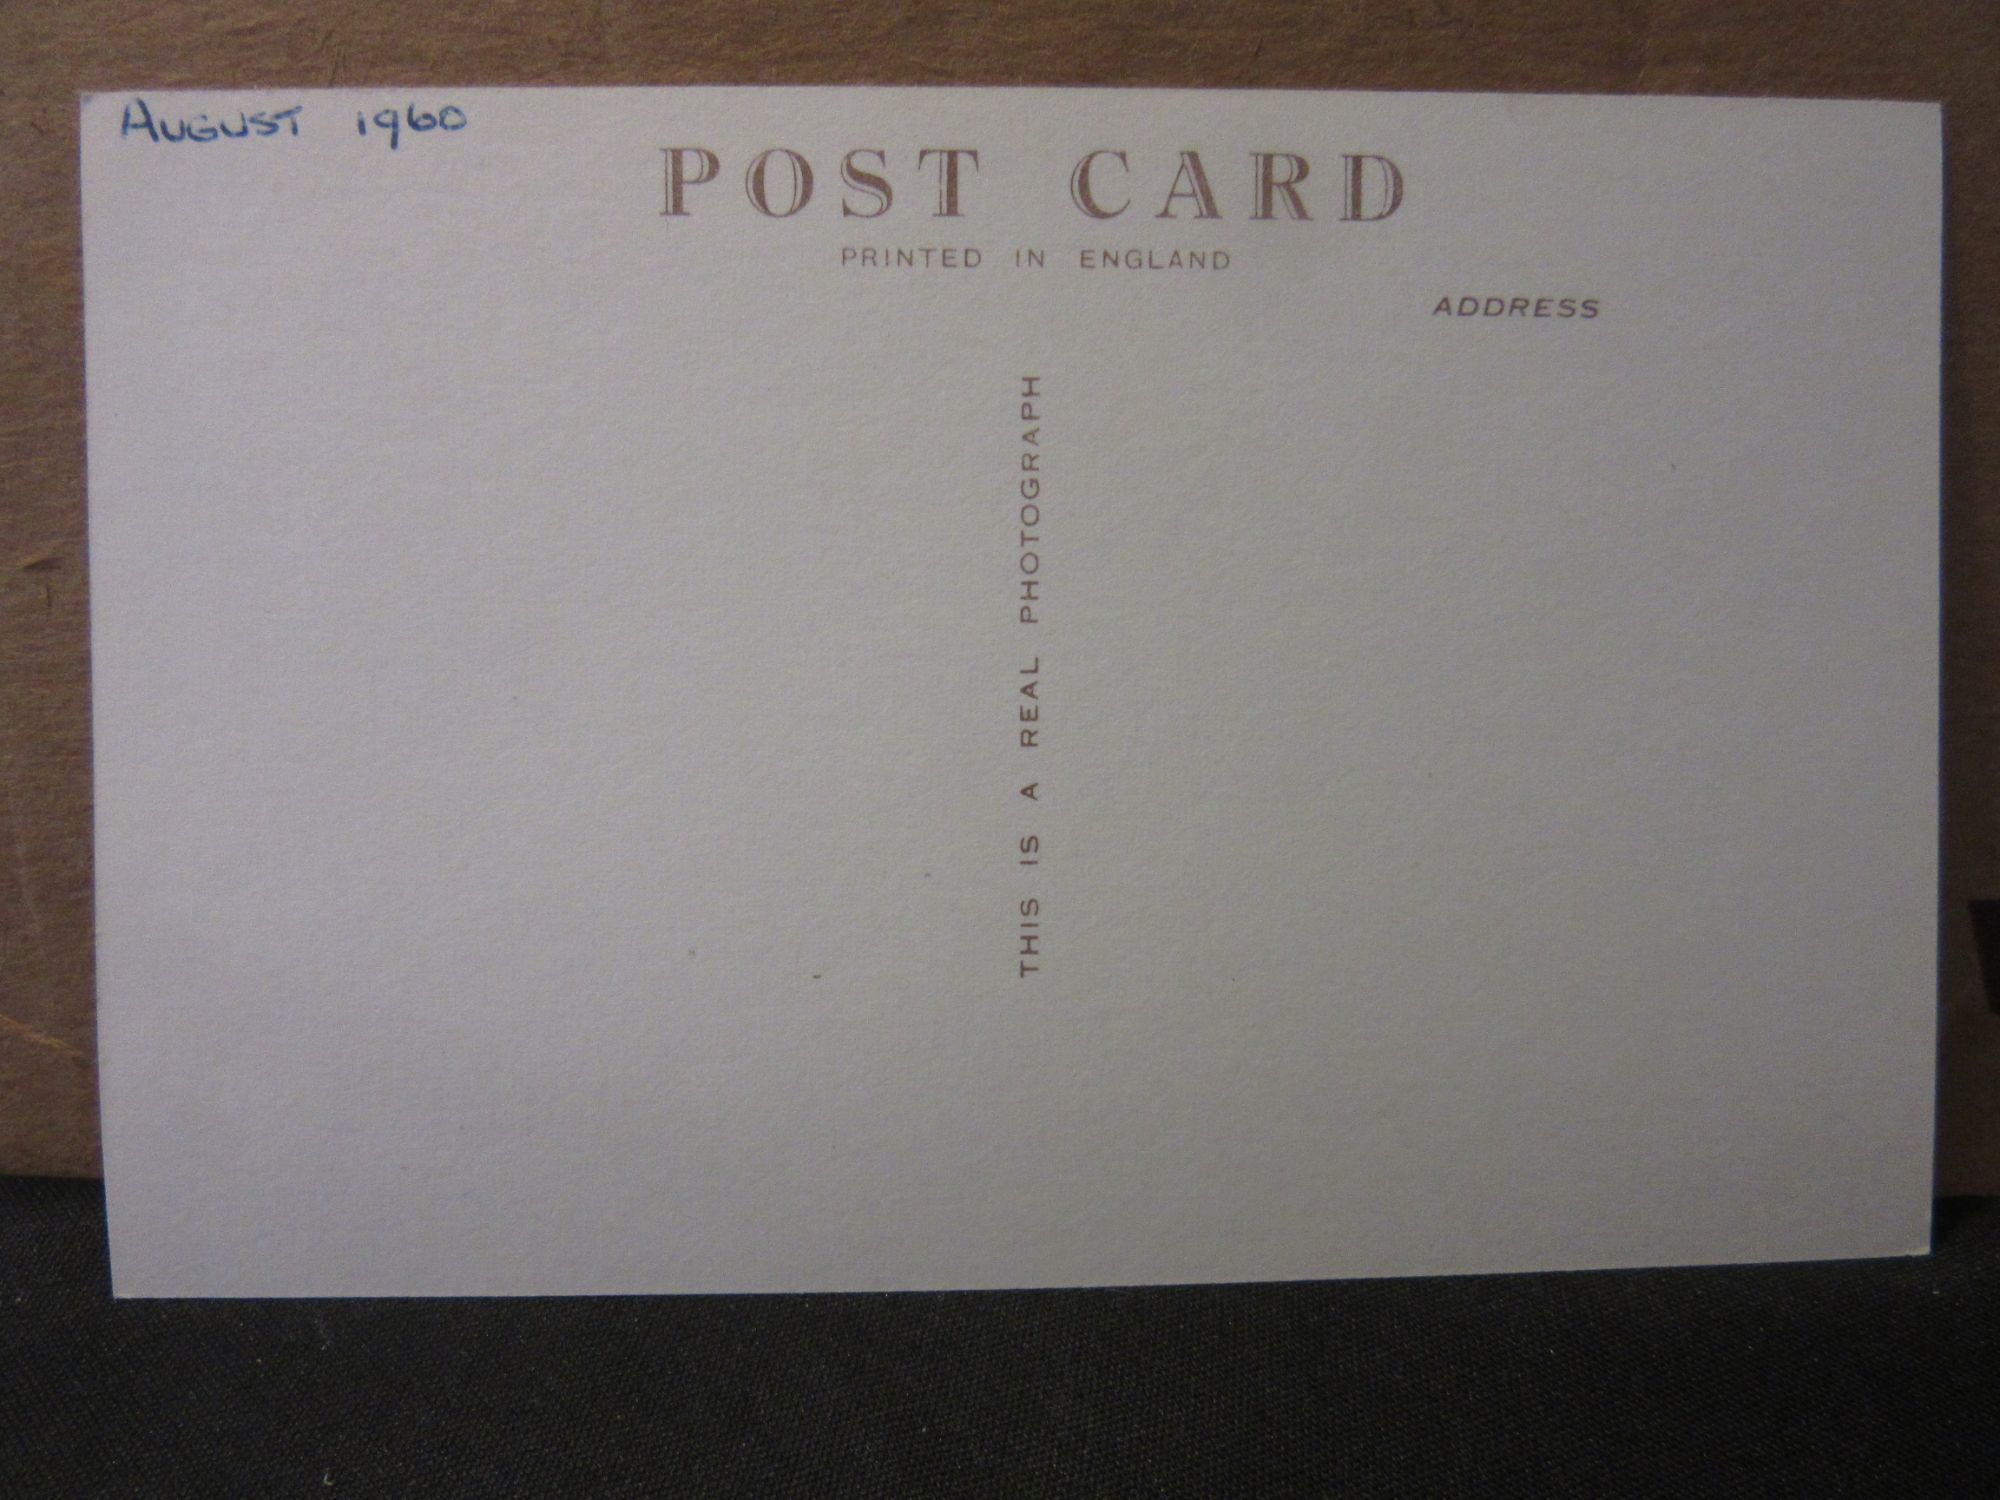 August 1960
POST CARD
PRINTED IN ENGLAND
ADDRESS
THIS IS A REAL PHOTOGRAPH